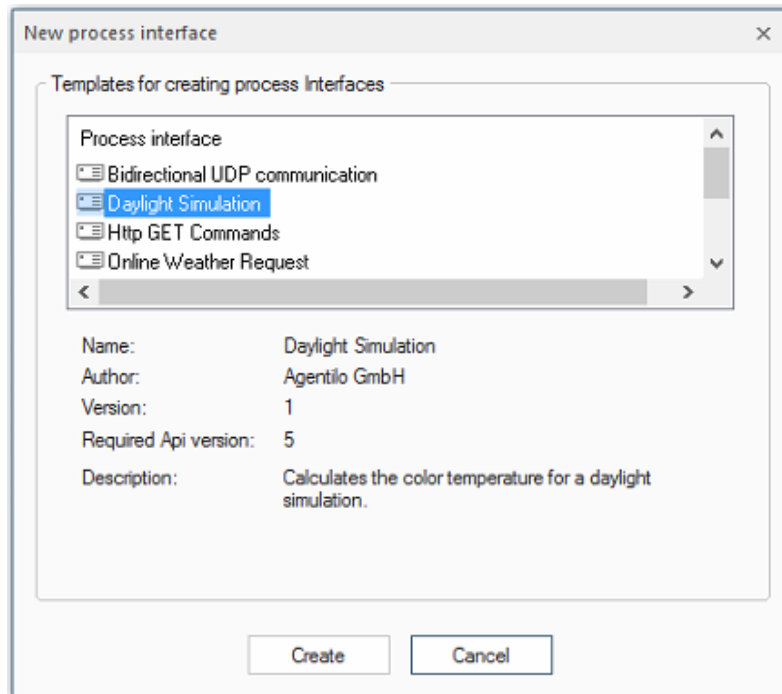 New process interface
Templates for creating process Interfaces
Process interface
Bidirectional UDP communication
Daylight Simulation
Http GET Commands
Online Weather Request
Name: Daylight Simulation
Author: Agentilo GmbH
Version: 1
Required Api version: 5
Description: Calculates the color temperature for a daylight
simulation.
Create Cancel